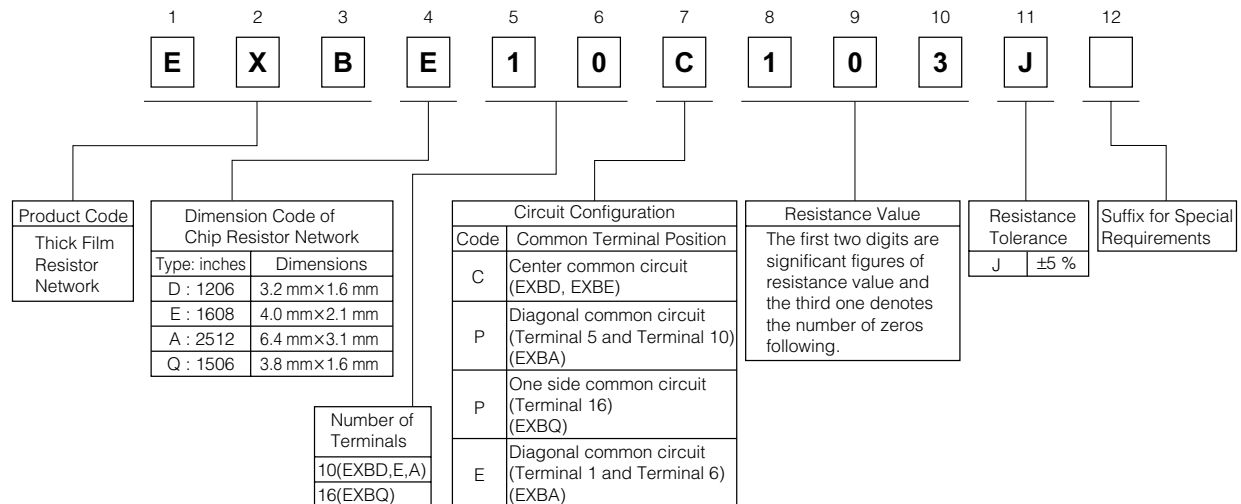 1 2 3 4 5 6 7 8 9 10 11 12
E X B E 1 0 C 1 0 3 J
Product Code
Thick Film
Resistor
Network
Dimension Code of
Chip Resistor Network
Type: inches Dimensions
D : 1206 3.2 mm×1.6 mm
E : 1608 4.0 mm×2.1 mm
A : 2512 6.4 mm×3.1 mm
Q : 1506 3.8 mm×1.6 mm
Number of
Terminals
10(EXBD,E,A)
16(EXBQ)
Circuit Configuration
Code Common Terminal Position
C Center common circuit
(EXBD, EXBE)
P Diagonal common circuit
(Terminal 5 and Terminal 10)
(EXBA)
P One side common circuit
(Terminal 16)
(EXBQ)
E Diagonal common circuit
(Terminal 1 and Terminal 6)
(EXBA)
Resistance Value
The first two digits are
significant figures of
resistance value and
the third one denotes
the number of zeros
following.
Resistance
Tolerance
J ±5 %
Suffix for Special
Requirements